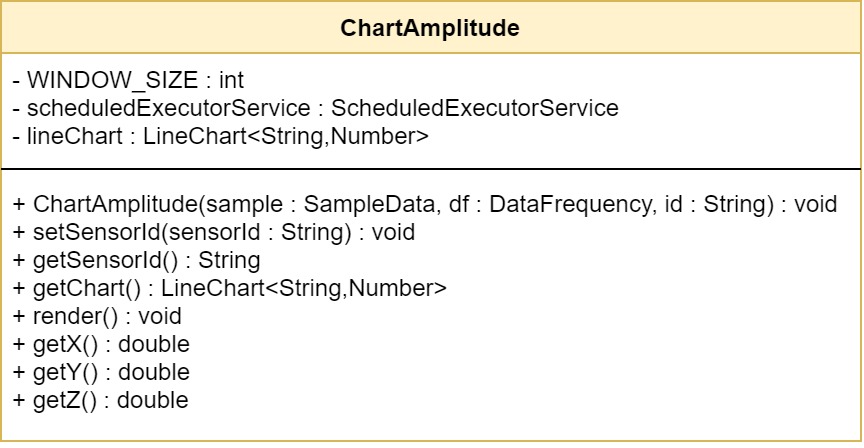 ChartAmplitude
- WINDOW_SIZE : int
- scheduledExecutorService : ScheduledExecutorService
- lineChart : LineChart<String,Number>
+ ChartAmplitude(sample : SampleData, df : DataFrequency, id : String) : void
+ setSensorId(sensorId : String) : void
+ getSensorId() : String
+ getChart() : LineChart<String,Number>
+ render() : void
+ getX() : double
+ getY() : double
+ getZ() : double